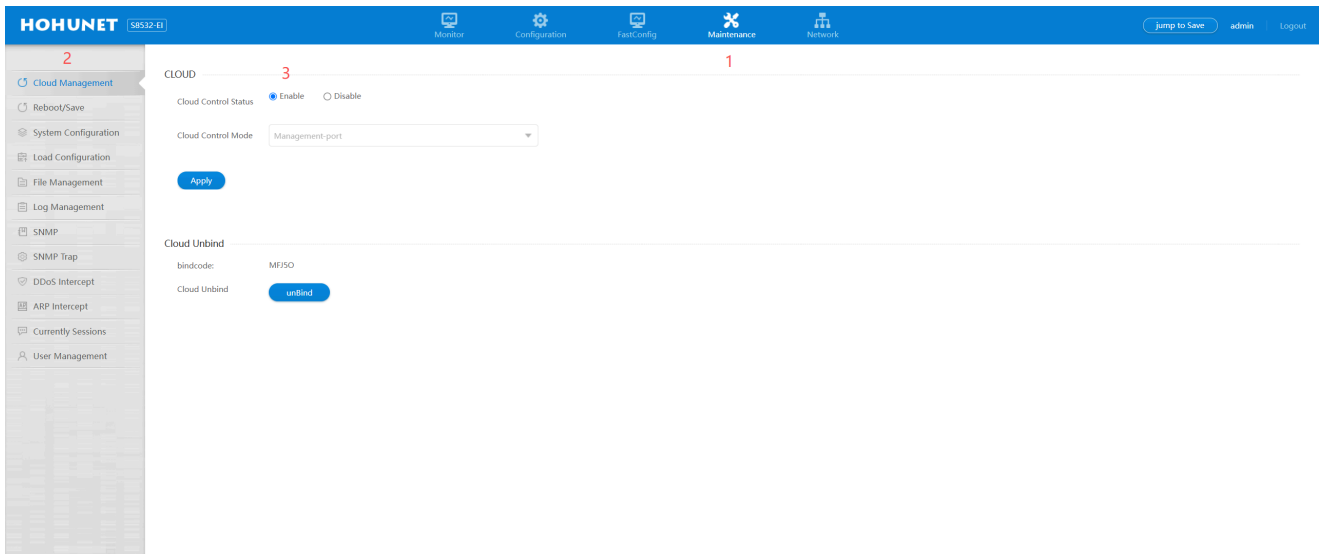 HOHUNET S8532-EI
Monitor Configuration FastConfig Maintenance Network
jump to Save admin Logout
1
2
Cloud Management
Reboot/Save
System Configuration
Load Configuration
File Management
Log Management
SNMP
SNMP Trap
DDoS Intercept
ARP Intercept
Currently Sessions
User Management
CLOUD
3
Cloud Control Status Enable Disable
Cloud Control Mode Management-port
Apply
Cloud Unbind
bindcode: MFJ5O
Cloud Unbind unBind